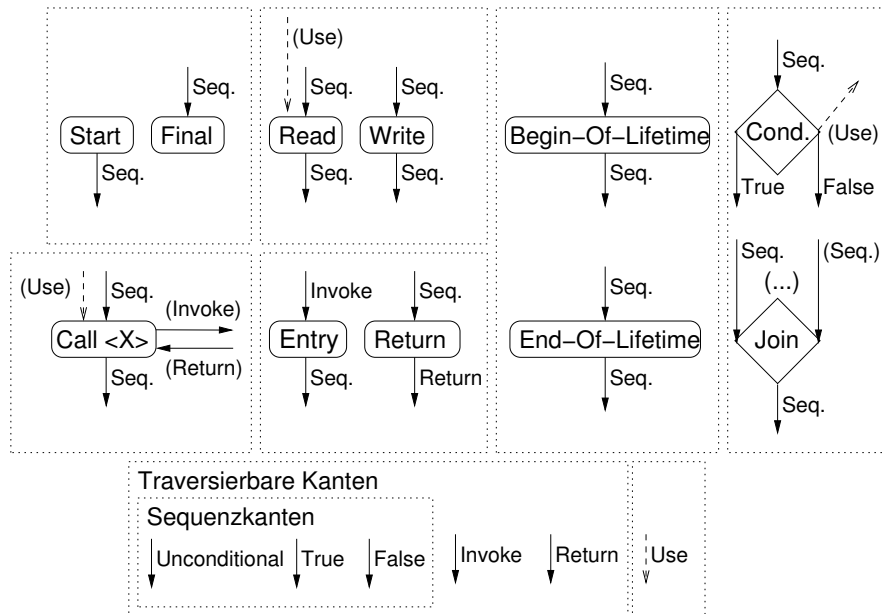 (Use)
Seq.
Seq.
Seq.
Start
Final
Read
Write
Seq.
Seq.
Seq.
Seq.
Begin–Of–Lifetime
Seq.
Seq.
Cond.
(Use)
True
False
(Use)
Seq.
(Invoke)
Call <X>
(Return)
Seq.
Invoke
Seq.
Entry
Return
Seq.
Return
Seq.
End–Of–Lifetime
Seq.
Seq.
(Seq.)
(...)
Join
Seq.
Traversierbare Kanten
Sequenzkanten
Unconditional
True
False
Invoke
Return
Use